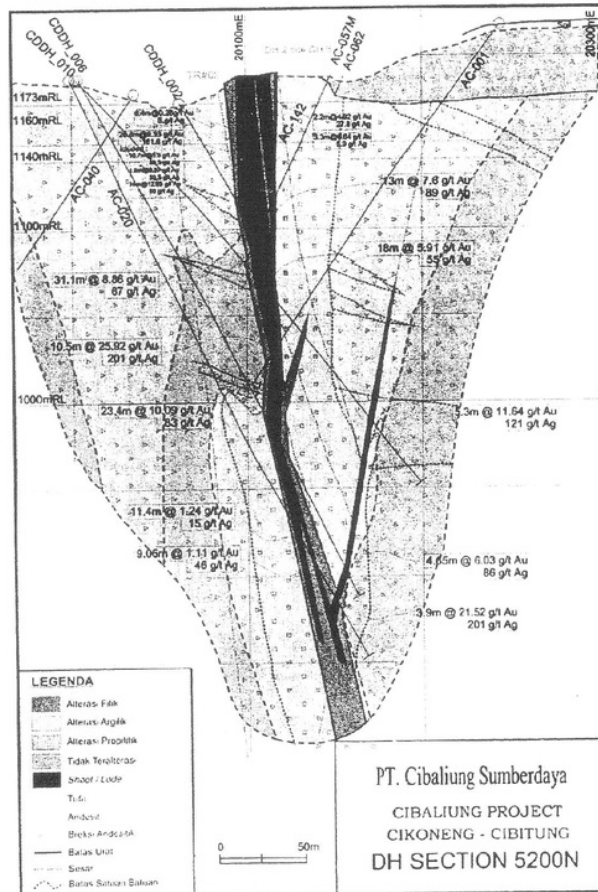 CDDH_010
CDDH_006
CDDH_002
20100mE
AC-057M
AC-062
AC-001
20300mE
1173mRL
1160mRL
1140mRL
1100mRL
1000mRL
AC-040
AC-020
AC-142
13m @ 7.6 g/t Au
89 g/t Ag
18m @ 5.91 g/t Au
55 g/t Ag
31.1m @ 8.86 g/t Au
67 g/t Ag
10.5m @ 25.92 g/t Au
201 g/t Ag
23.4m @ 10.09 g/t Au
83 g/t Ag
.3m @ 11.64 g/t Au
121 g/t Ag
11.4m @ 1.24 g/t Au
15 g/t Ag
9.05m @ 1.11 g/t Au
46 g/t Ag
4.65m @ 6.03 g/t Au
86 g/t Ag
3.9m @ 21.52 g/t Au
201 g/t Ag
LEGENDA
Alterasi Filik
Alterasi Argilik
Alterasi Propilitik
Tidak Teralterasi
Shoot / Lode
Tufa
Andesit
Breksi Andesitik
Batas Urat
Sesar
Batas Satuan Batuan
0 50m
PT. Cibaliung Sumberdaya
CIBALIUNG PROJECT
CIKONENG - CIBITUNG
DH SECTION 5200N